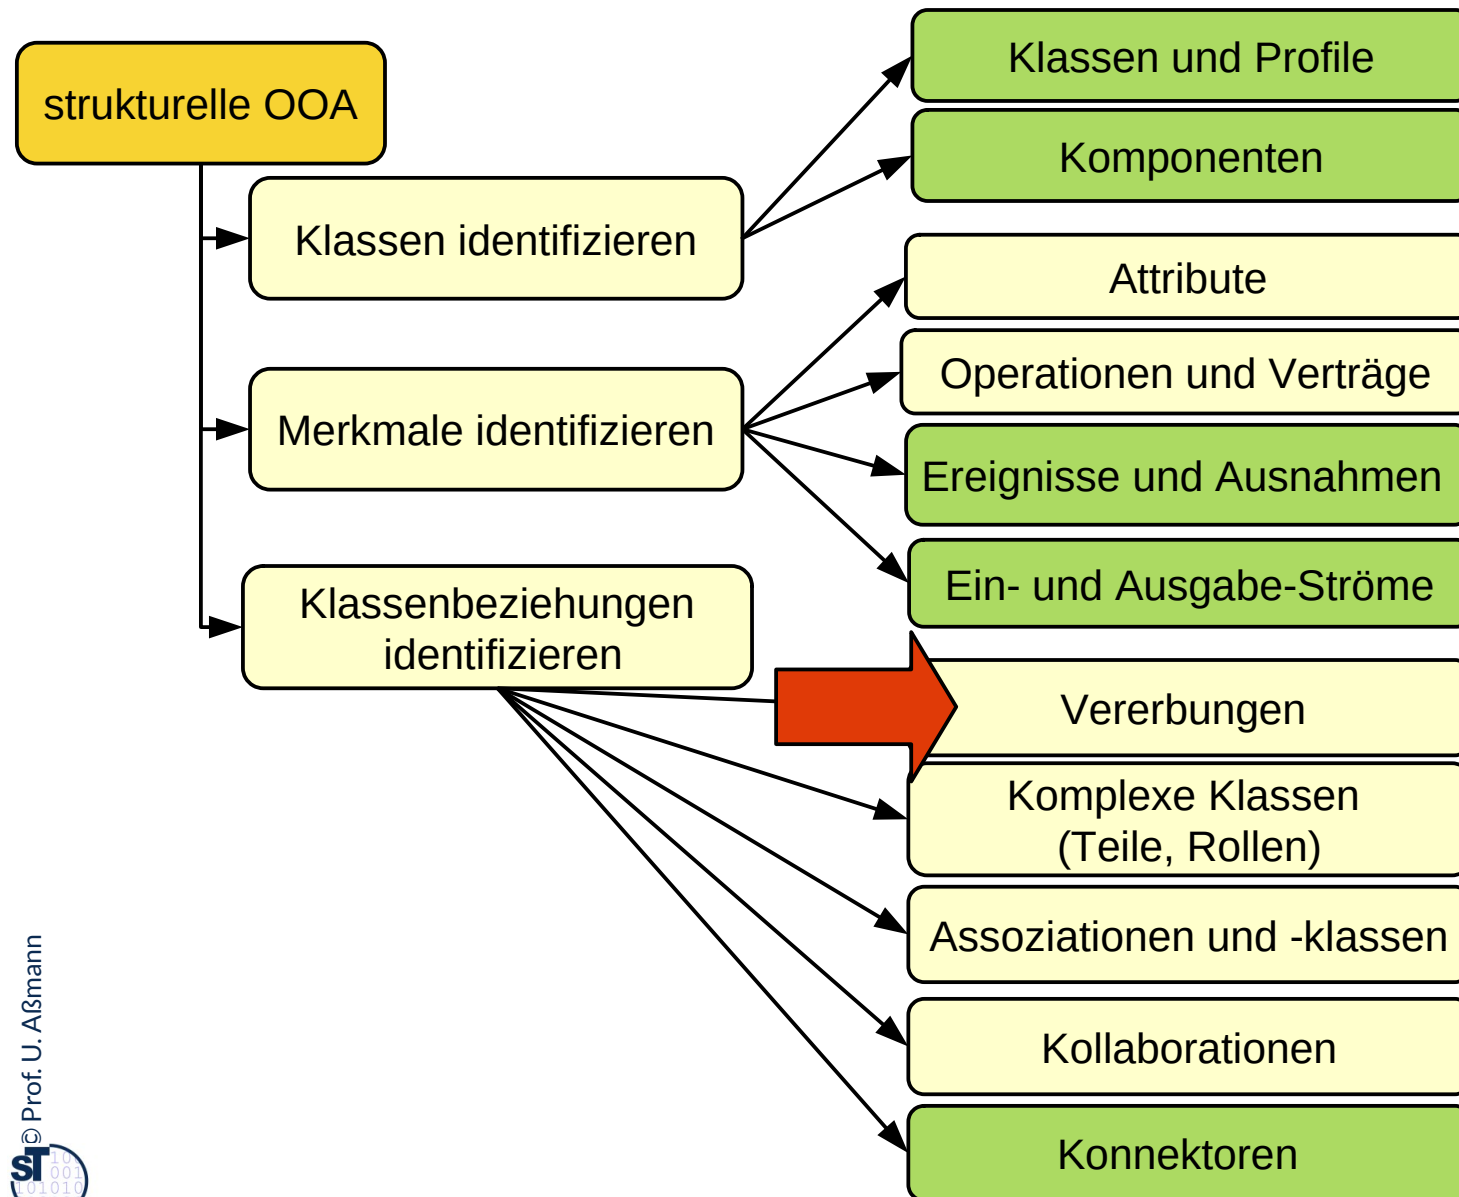 strukturelle OOA
Klassen identifizieren
Merkmale identifizieren
Klassenbeziehungen
identifizieren
Klassen und Profile
Komponenten
Attribute
Operationen und Verträge
Ereignisse und Ausnahmen
Ein- und Ausgabe-Ströme
Vererbungen
Komplexe Klassen
(Teile, Rollen)
Assoziationen und -klassen
Kollaborationen
Konnektoren
© Prof. U. Aßmann
ST